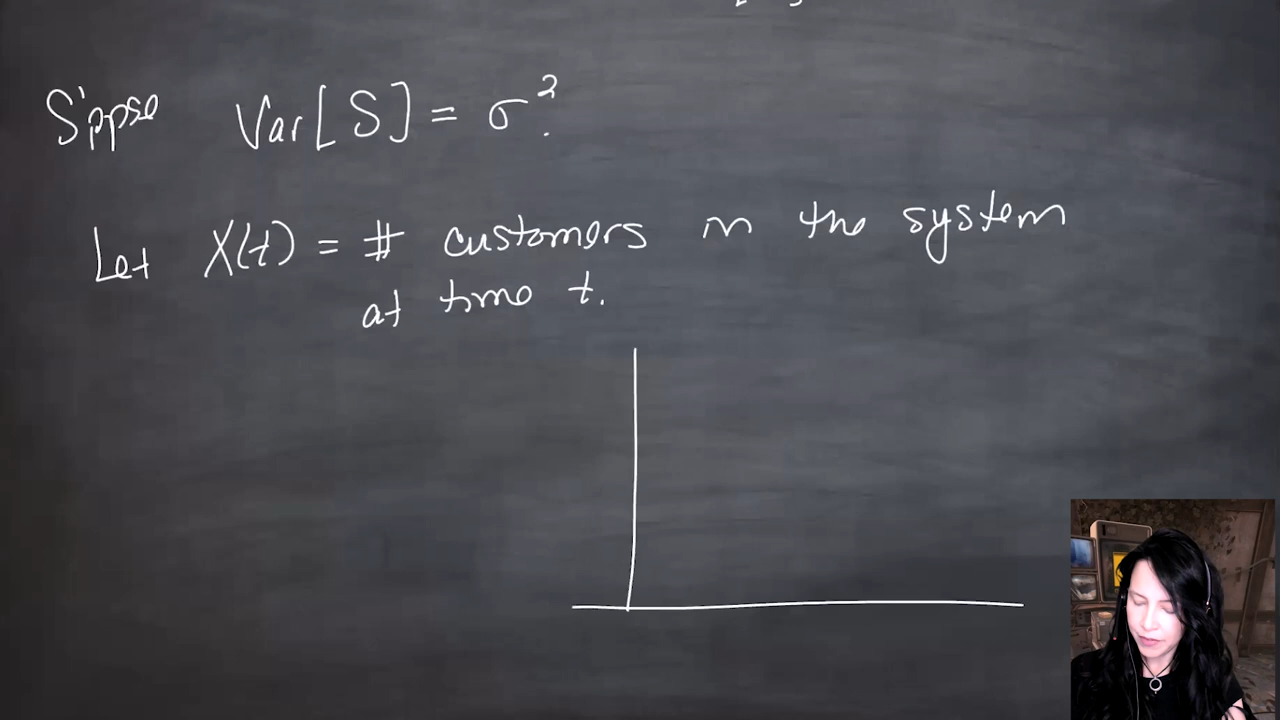 S'ppse Var[S] = σ².
Let X(t) = # customers in the system
at time t.